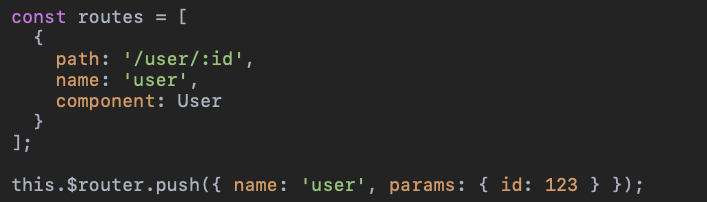 const routes = [
  {
    path: '/user/:id',
    name: 'user',
    component: User
  }
];

this.$router.push({ name: 'user', params: { id: 123 } });